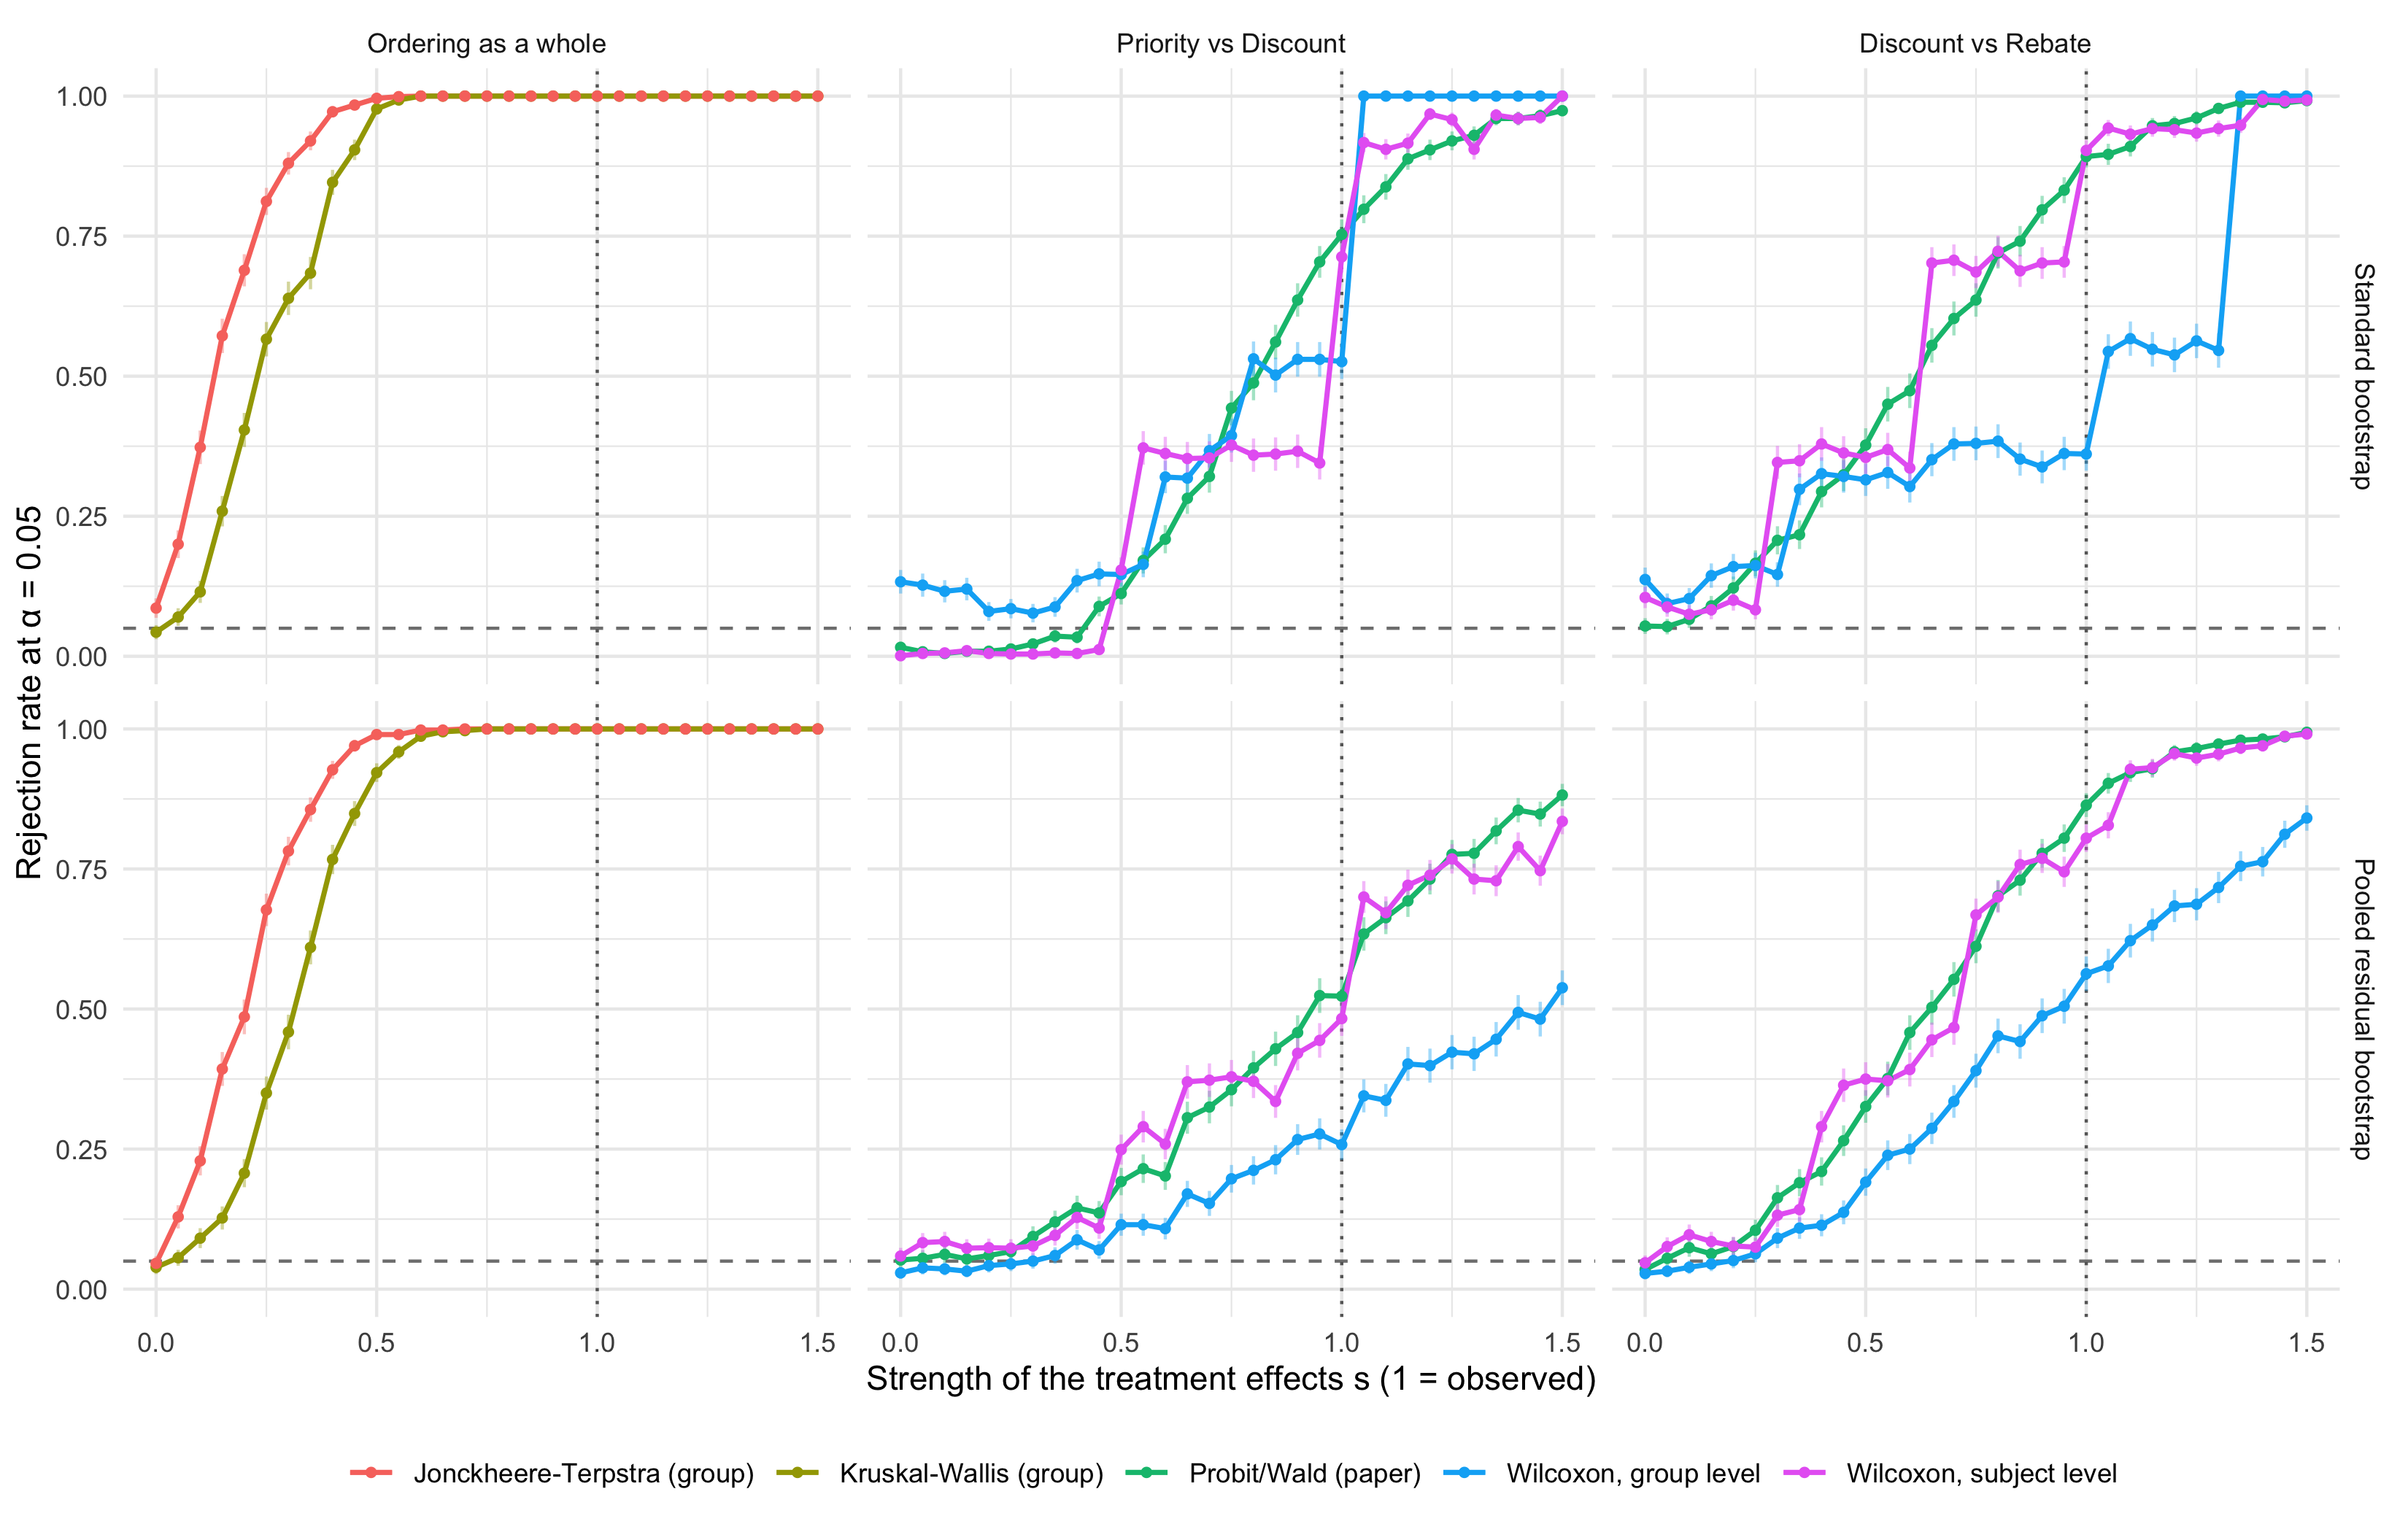 Ordering as a whole
Priority vs Discount
Discount vs Rebate
1.00
0.75
0.50
0.25
0.00
Standard bootstrap
1.00
0.75
0.50
0.25
0.00
Pooled residual bootstrap
Rejection rate at α = 0.05
0.0 0.5 1.0 1.5
0.0 0.5 1.0 1.5
0.0 0.5 1.0 1.5
Strength of the treatment effects s (1 = observed)
Jonckheere-Terpstra (group)
Kruskal-Wallis (group)
Probit/Wald (paper)
Wilcoxon, group level
Wilcoxon, subject level